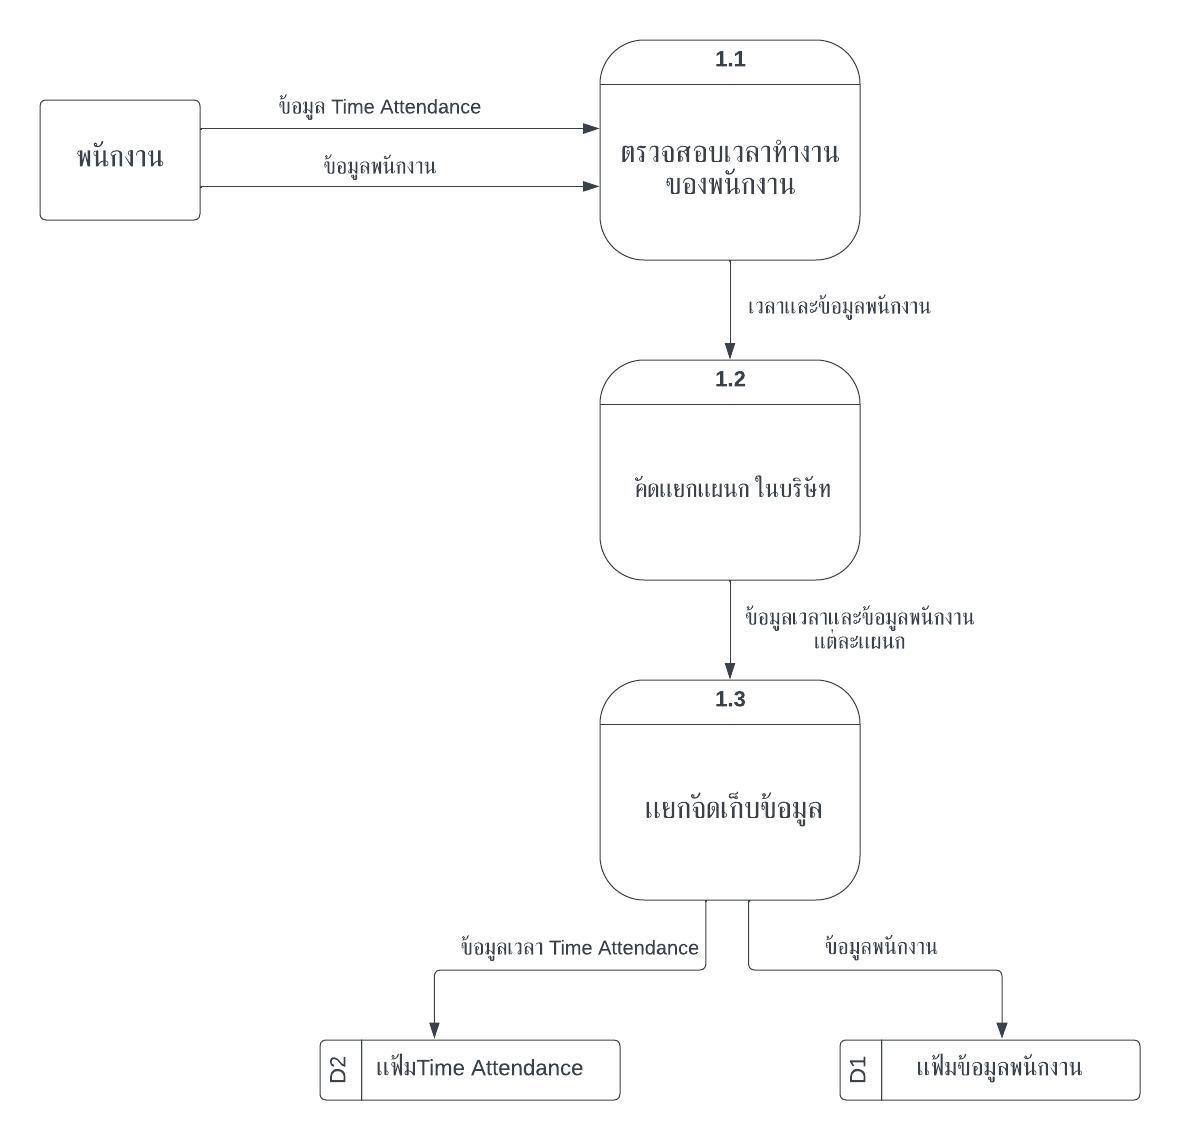 1.1
ข้อมูล Time Attendance
พนักงาน
ตรวจสอบเวลาทำงาน
ของพนักงาน
ข้อมูลพนักงาน
เวลาและข้อมูลพนักงาน
1.2
คัดแยกแผนก ในบริษัท
ข้อมูลเวลาและข้อมูลพนักงาน
แต่ละแผนก
1.3
แยกจัดเก็บข้อมูล
ข้อมูลเวลา Time Attendance
ข้อมูลพนักงาน
D2
แฟ้มTime Attendance
D1
แฟ้มข้อมูลพนักงาน